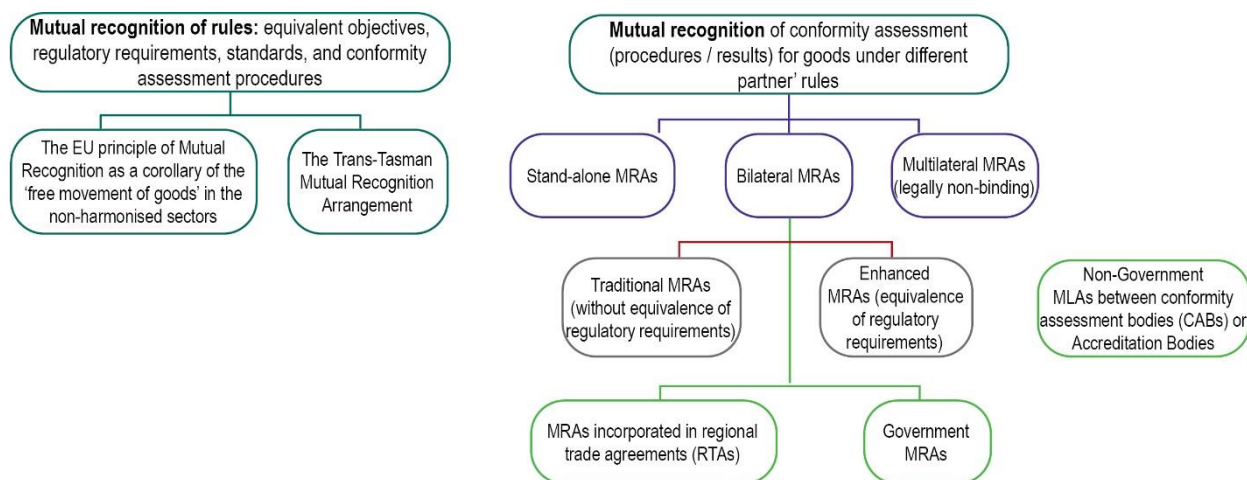 Mutual recognition of rules: equivalent objectives,
regulatory requirements, standards, and conformity
assessment procedures
The EU principle of Mutual
Recognition as a corollary of the
‘free movement of goods’ in the
non-harmonised sectors
The Trans-Tasman
Mutual Recognition
Arrangement
Mutual recognition of conformity assessment
(procedures / results) for goods under different
partner’ rules
Stand-alone MRAs
Bilateral MRAs
Multilateral MRAs
(legally non-binding)
Traditional MRAs
(without equivalence of
regulatory requirements)
Enhanced
MRAs (equivalence
of regulatory
requirements)
Non-Government
MLAs between conformity
assessment bodies (CABs) or
Accreditation Bodies
MRAs incorporated in regional
trade agreements (RTAs)
Government
MRAs